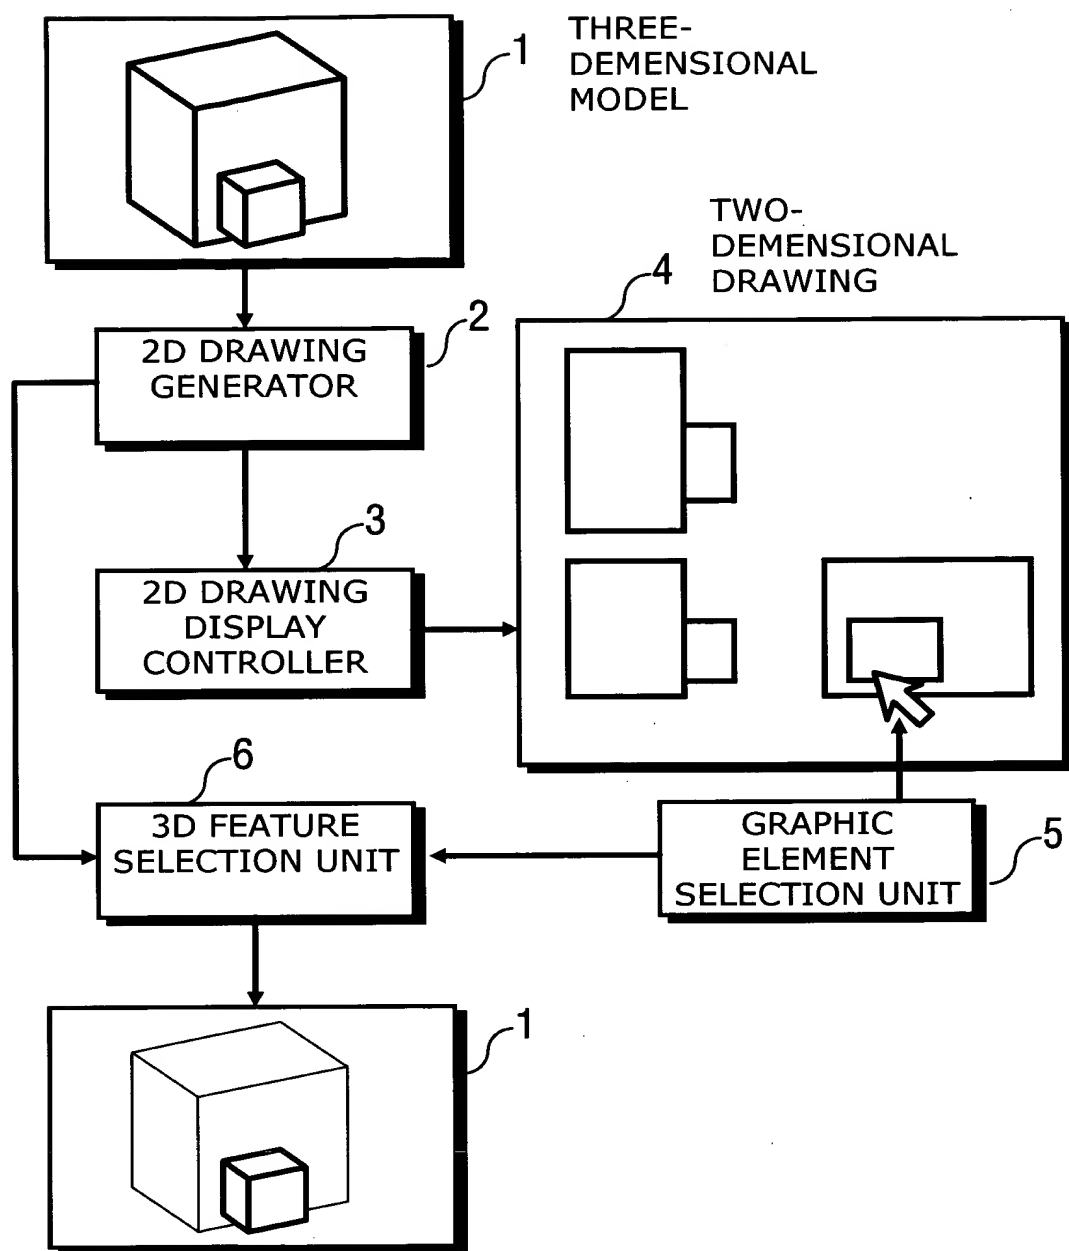 1
THREE-
DEMENSIONAL
MODEL
TWO-
DEMENSIONAL
DRAWING
4
2D DRAWING
GENERATOR
2
3
2D DRAWING
DISPLAY
CONTROLLER
6
3D FEATURE
SELECTION UNIT
GRAPHIC
ELEMENT
SELECTION UNIT
5
1